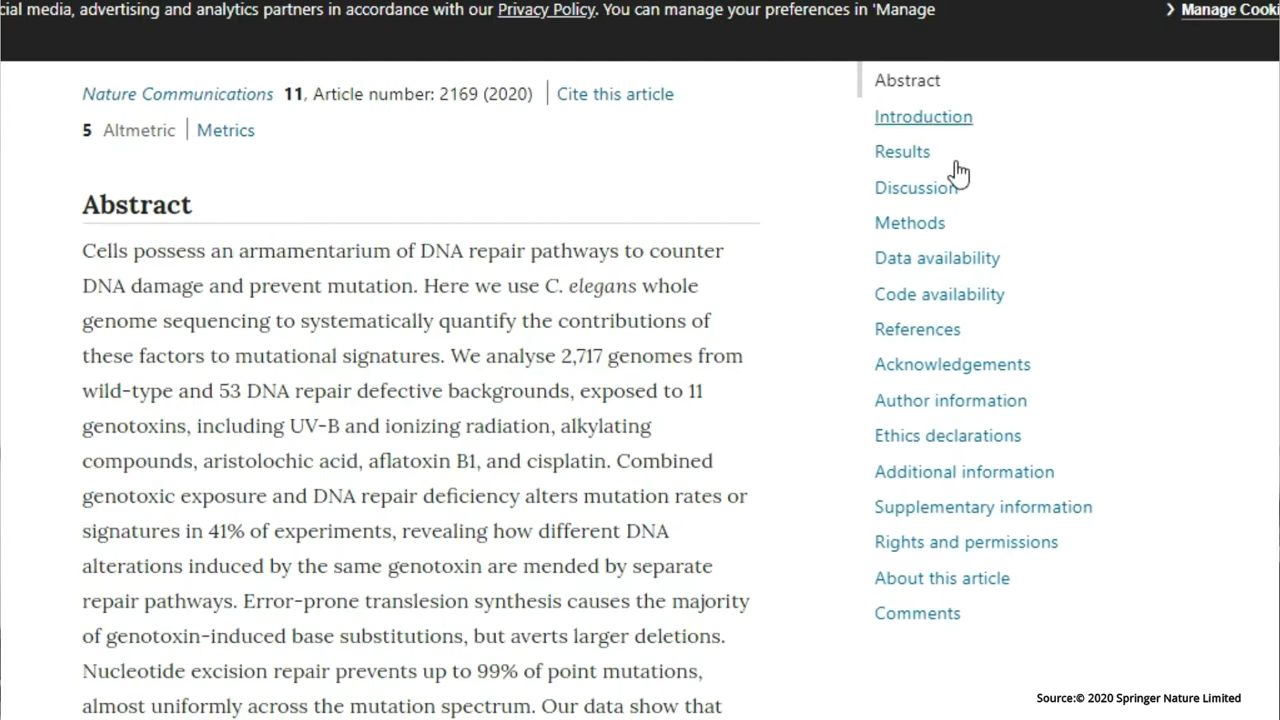 cial media, advertising and analytics partners in accordance with our Privacy Policy. You can manage your preferences in 'Manage
Manage Cooki
Nature Communications 11, Article number: 2169 (2020) Cite this article
5 Altmetric Metrics
Abstract
Cells possess an armamentarium of DNA repair pathways to counter
DNA damage and prevent mutation. Here we use C. elegans whole
genome sequencing to systematically quantify the contributions of
these factors to mutational signatures. We analyse 2,717 genomes from
wild-type and 53 DNA repair defective backgrounds, exposed to 11
genotoxins, including UV-B and ionizing radiation, alkylating
compounds, aristolochic acid, aflatoxin B1, and cisplatin. Combined
genotoxic exposure and DNA repair deficiency alters mutation rates or
signatures in 41% of experiments, revealing how different DNA
alterations induced by the same genotoxin are mended by separate
repair pathways. Error-prone translesion synthesis causes the majority
of genotoxin-induced base substitutions, but averts larger deletions.
Nucleotide excision repair prevents up to 99% of point mutations,
almost uniformly across the mutation spectrum. Our data show that
Abstract
Introduction
Results
Discussion
Methods
Data availability
Code availability
References
Acknowledgements
Author information
Ethics declarations
Additional information
Supplementary information
Rights and permissions
About this article
Comments
Source:© 2020 Springer Nature Limited